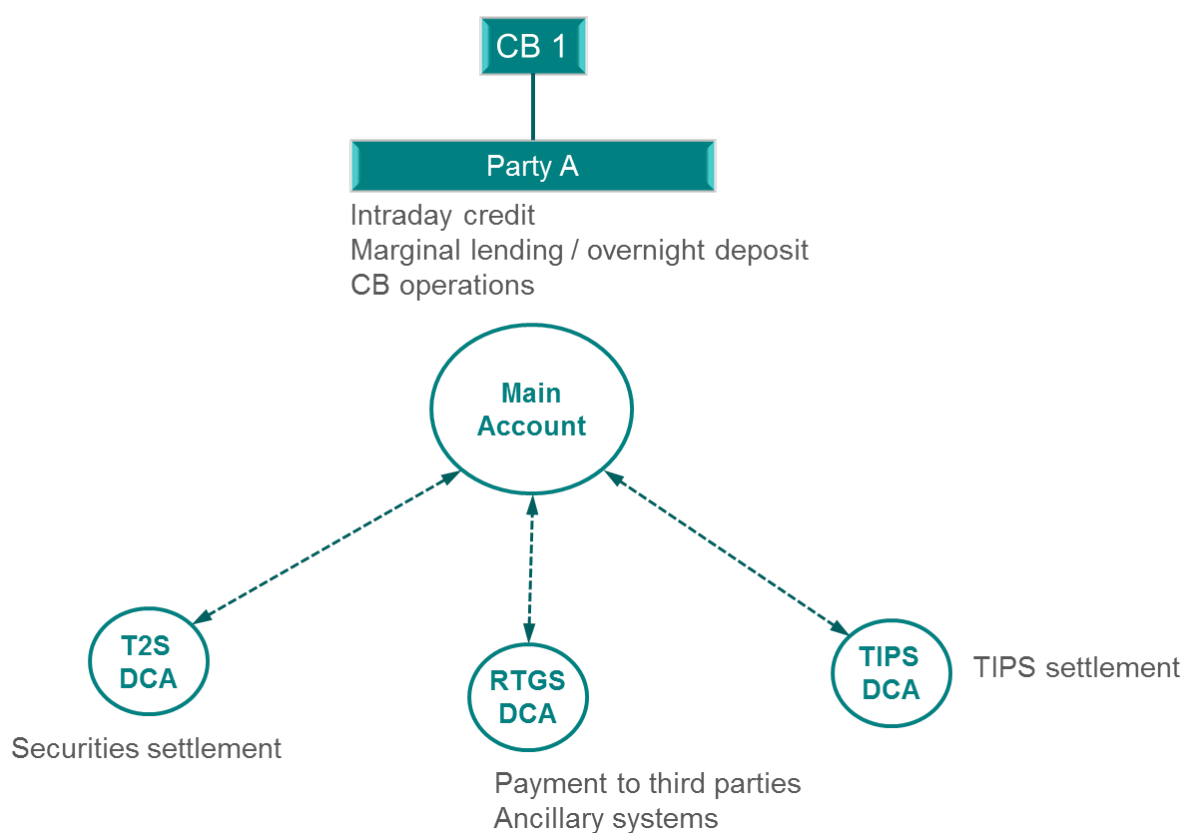 CB 1
Party A
Intraday credit
Marginal lending / overnight deposit
CB operations
Main
Account
T2S
DCA
Securities settlement
RTGS
DCA
Payment to third parties
Ancillary systems
TIPS
DCA
TIPS settlement